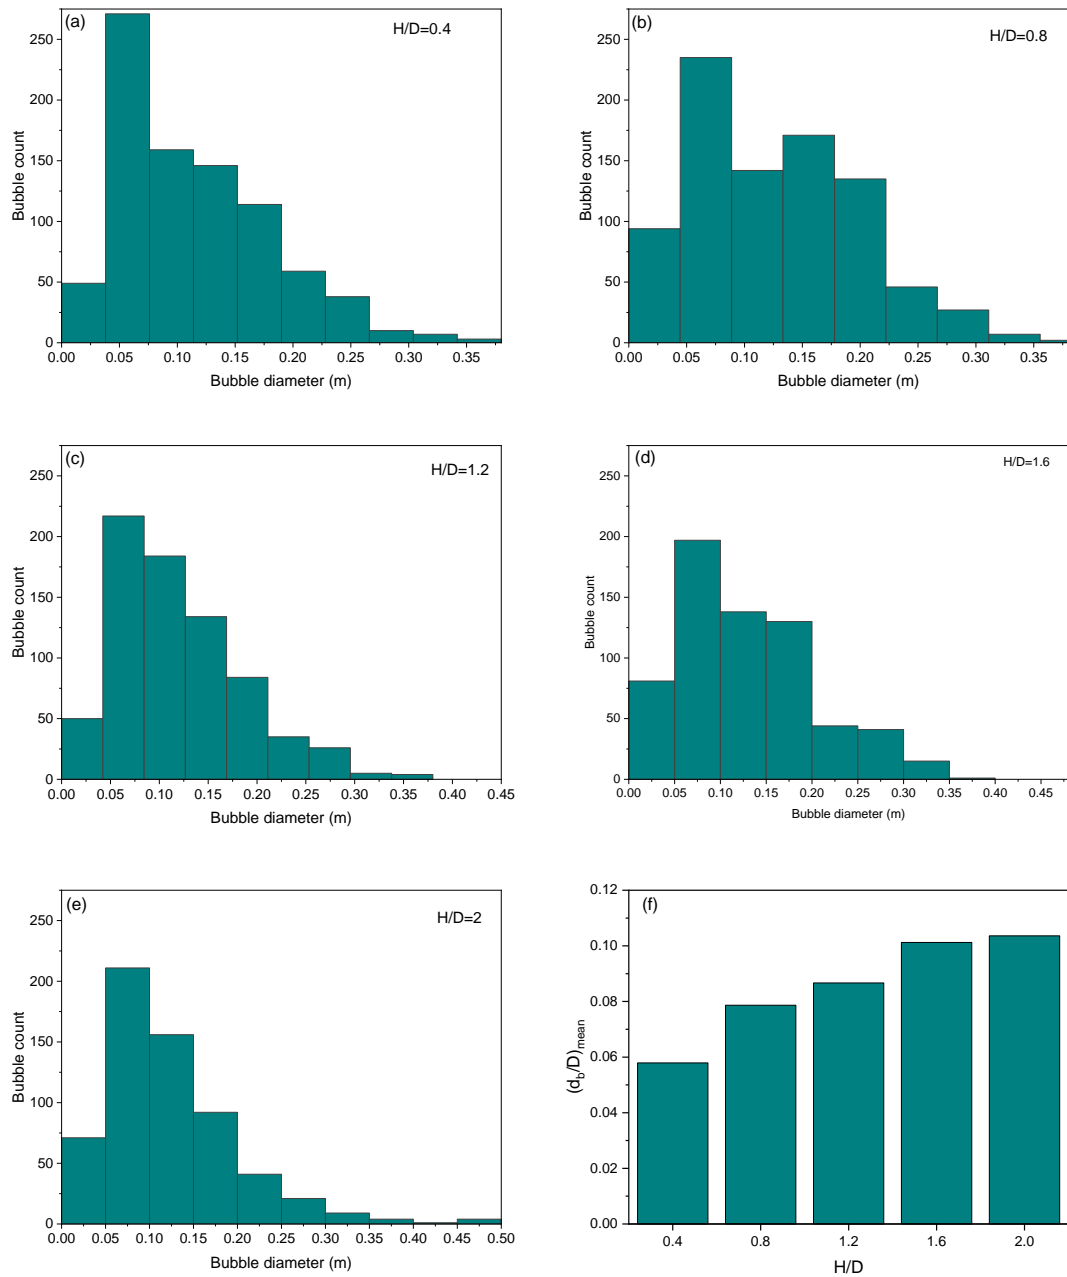 (a)
H/D=0.4
Bubble count
250
200
150
100
50
0
0.00 0.05 0.10 0.15 0.20 0.25 0.30 0.35
Bubble diameter (m)
(b)
H/D=0.8
Bubble count
250
200
150
100
50
0
0.00 0.05 0.10 0.15 0.20 0.25 0.30 0.35
Bubble diameter (m)
(c)
H/D=1.2
Bubble count
250
200
150
100
50
0
0.00 0.05 0.10 0.15 0.20 0.25 0.30 0.35 0.40 0.45
Bubble diameter (m)
(d)
H/D=1.6
Bubble count
250
200
150
100
50
0
0.00 0.05 0.10 0.15 0.20 0.25 0.30 0.35 0.40 0.45
Bubble diameter (m)
(e)
H/D=2
Bubble count
250
200
150
100
50
0
0.00 0.05 0.10 0.15 0.20 0.25 0.30 0.35 0.40 0.45 0.50
Bubble diameter (m)
(f)
(d_b/D)_mean
0.12
0.10
0.08
0.06
0.04
0.02
0.00
0.4 0.8 1.2 1.6 2.0
H/D